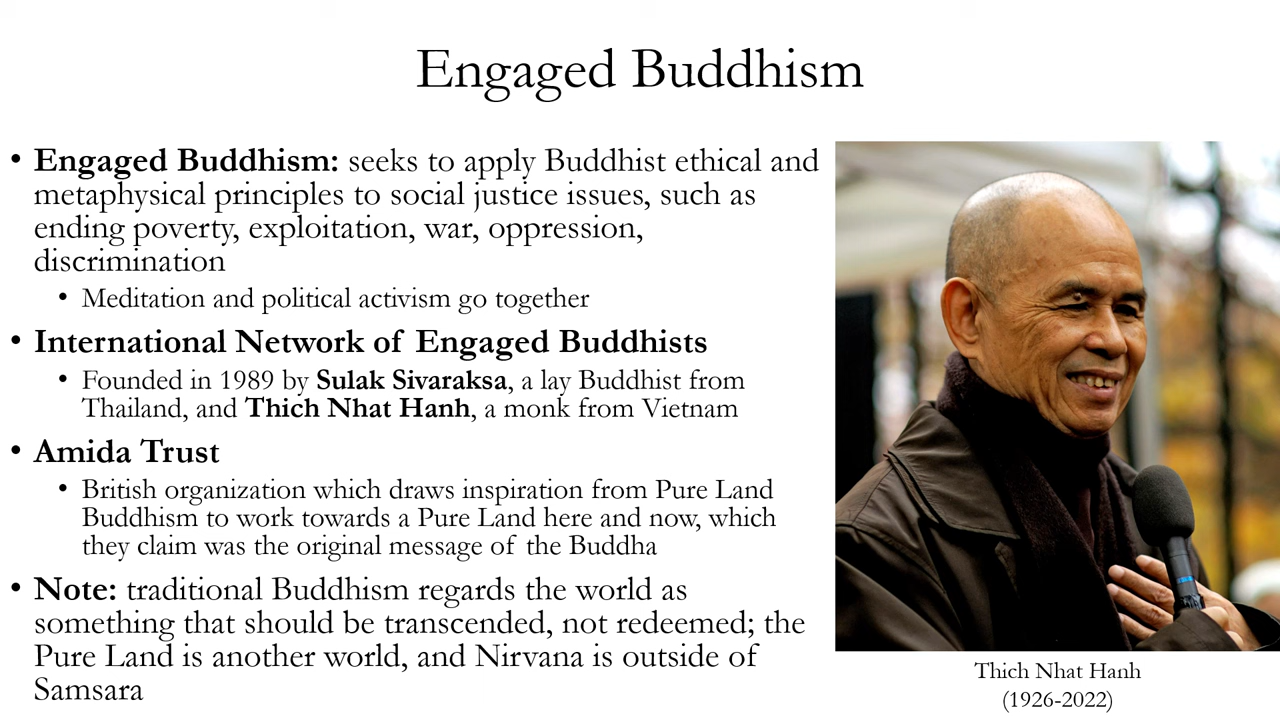 Engaged Buddhism
• Engaged Buddhism: seeks to apply Buddhist ethical and
metaphysical principles to social justice issues, such as
ending poverty, exploitation, war, oppression,
discrimination
• Meditation and political activism go together
• International Network of Engaged Buddhists
• Founded in 1989 by Sulak Sivaraksa, a lay Buddhist from
Thailand, and Thich Nhat Hanh, a monk from Vietnam
• Amida Trust
• British organization which draws inspiration from Pure Land
Buddhism to work towards a Pure Land here and now, which
they claim was the original message of the Buddha
• Note: traditional Buddhism regards the world as
something that should be transcended, not redeemed; the
Pure Land is another world, and Nirvana is outside of
Samsara
Thich Nhat Hanh
(1926-2022)